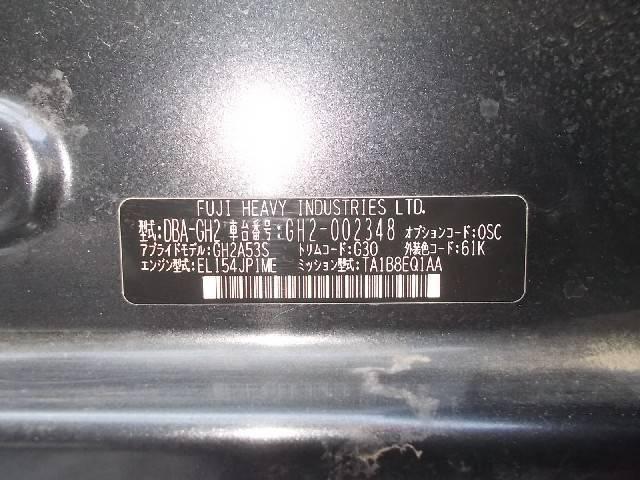 FUJI HEAVY INDUSTRIES LTD.
型式:DBA-GH2 車台番号:GH2-002348 オプションコード:OSC
アプライドモデル:GH2A53S トリムコード:G30 外装色コード:61K
エンジン型式:EL154JP1ME ミッション型式:TA1B8EQ1AA